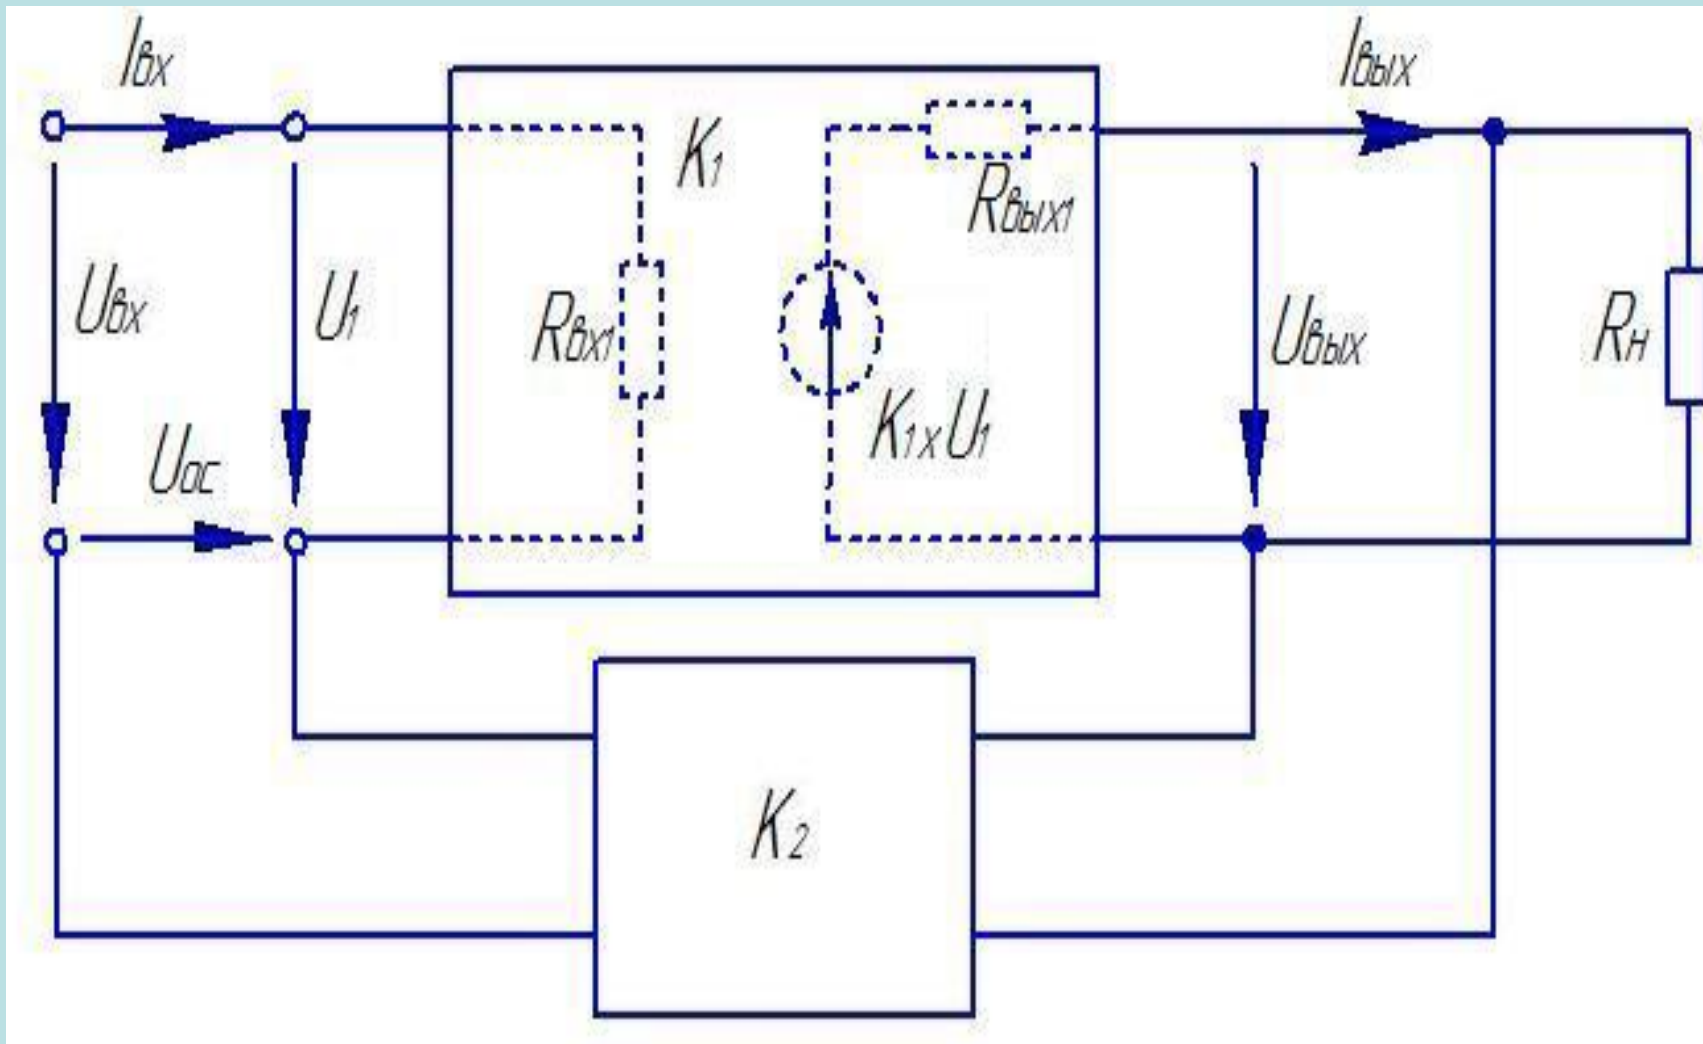 Iвх
Iвых
K1
Rвых1
Uвх
U1
Rвх1
Uвых
Rн
K1xU1
Uос
K2